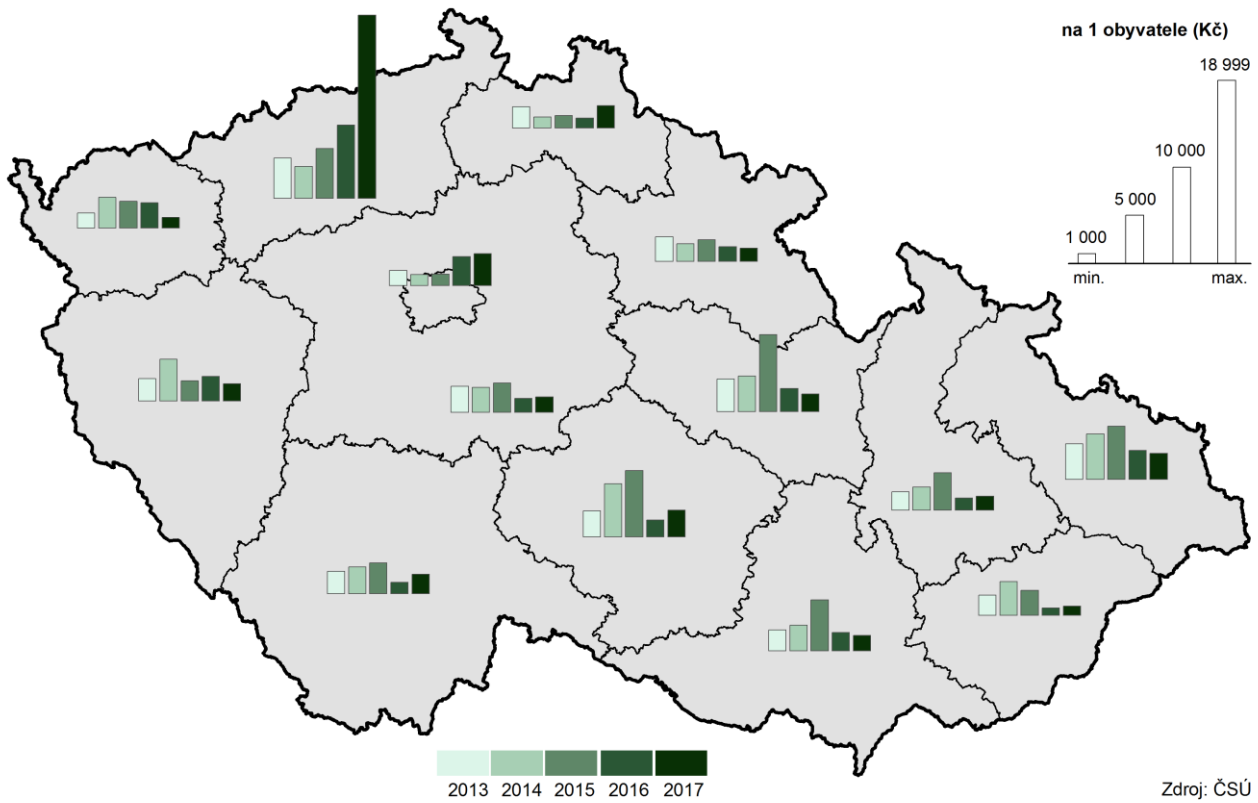 na 1 obyvatele (Kč)
18 999
10 000
5 000
1 000
min.
max.
2013 2014 2015 2016 2017
Zdroj: ČSÚ